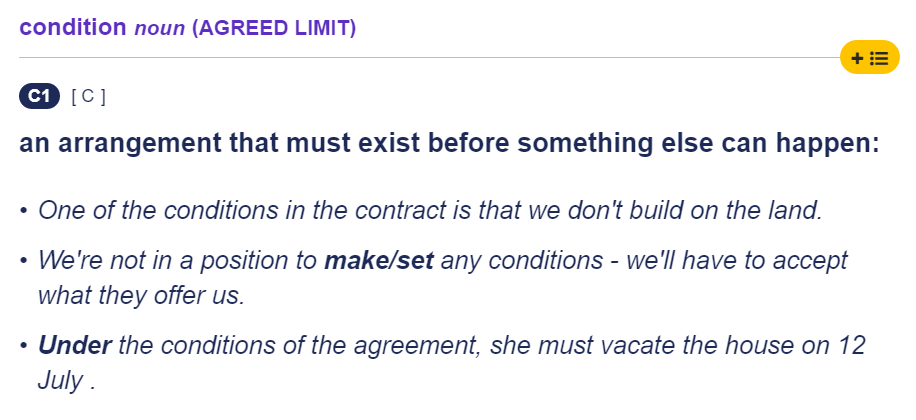 condition noun (AGREED LIMIT)
C1 [ C ]
an arrangement that must exist before something else can happen:
• One of the conditions in the contract is that we don't build on the land.
• We're not in a position to make/set any conditions - we'll have to accept
what they offer us.
• Under the conditions of the agreement, she must vacate the house on 12
July .